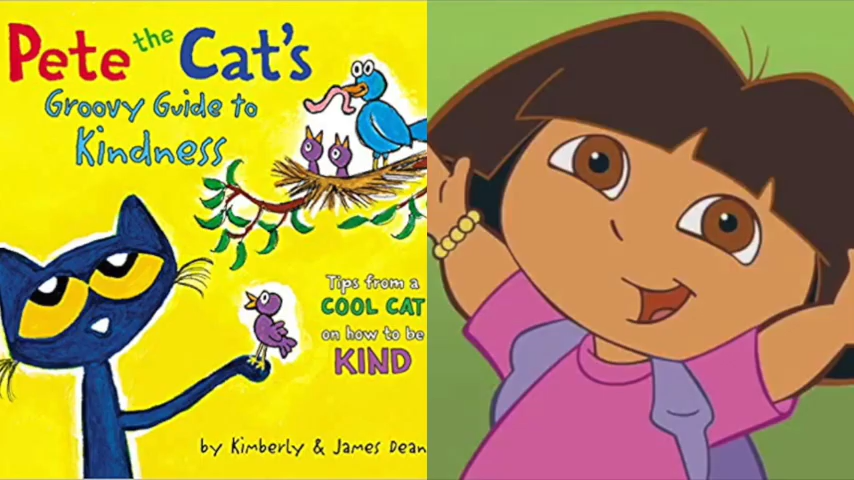 Pete the Cat's
Groovy Guide to
Kindness
Tips from a
COOL CAT
on how to be
KIND
by Kimberly & James Dean